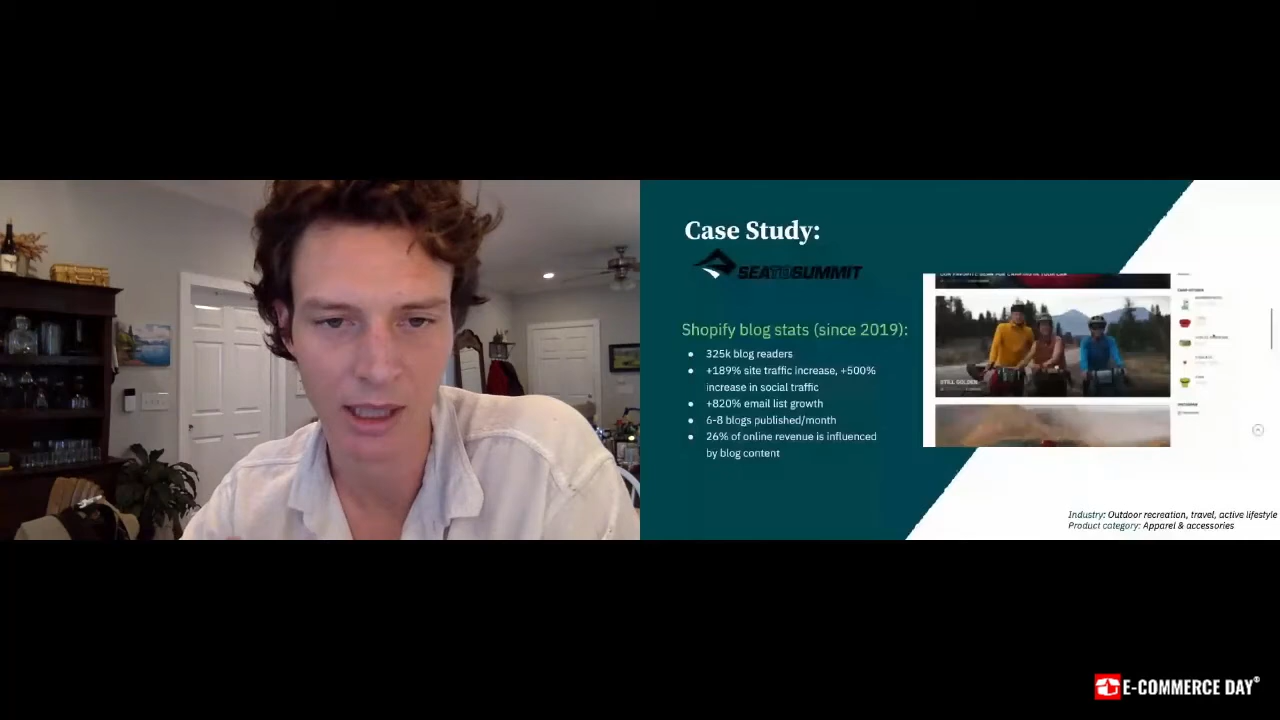 Case Study:
SEA TO SUMMIT
Shopify blog stats (since 2019):
● 325k blog readers
● +189% site traffic increase, +500%
increase in social traffic
● +820% email list growth
● 6-8 blogs published/month
● 26% of online revenue is influenced
by blog content
STILL GOLDEN
Industry: Outdoor recreation, travel, active lifestyle
Product category: Apparel & accessories
E-COMMERCE DAY®